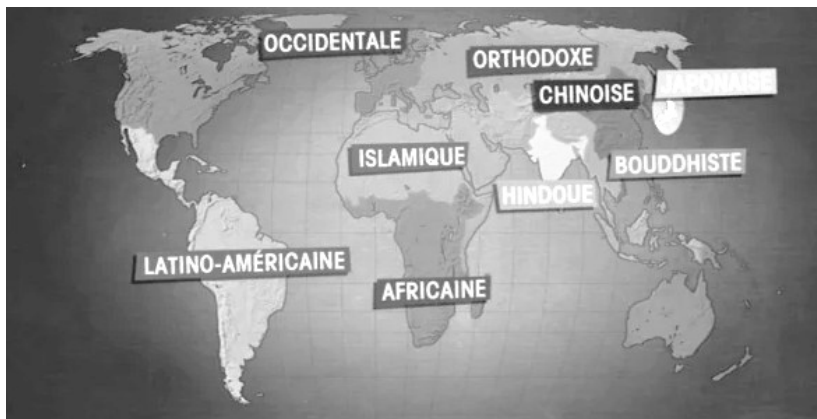 OCCIDENTALE
ORTHODOXE
CHINOISE
JAPONAISE
ISLAMIQUE
BOUDDHISTE
HINDOUE
LATINO-AMÉRICAINE
AFRICAINE